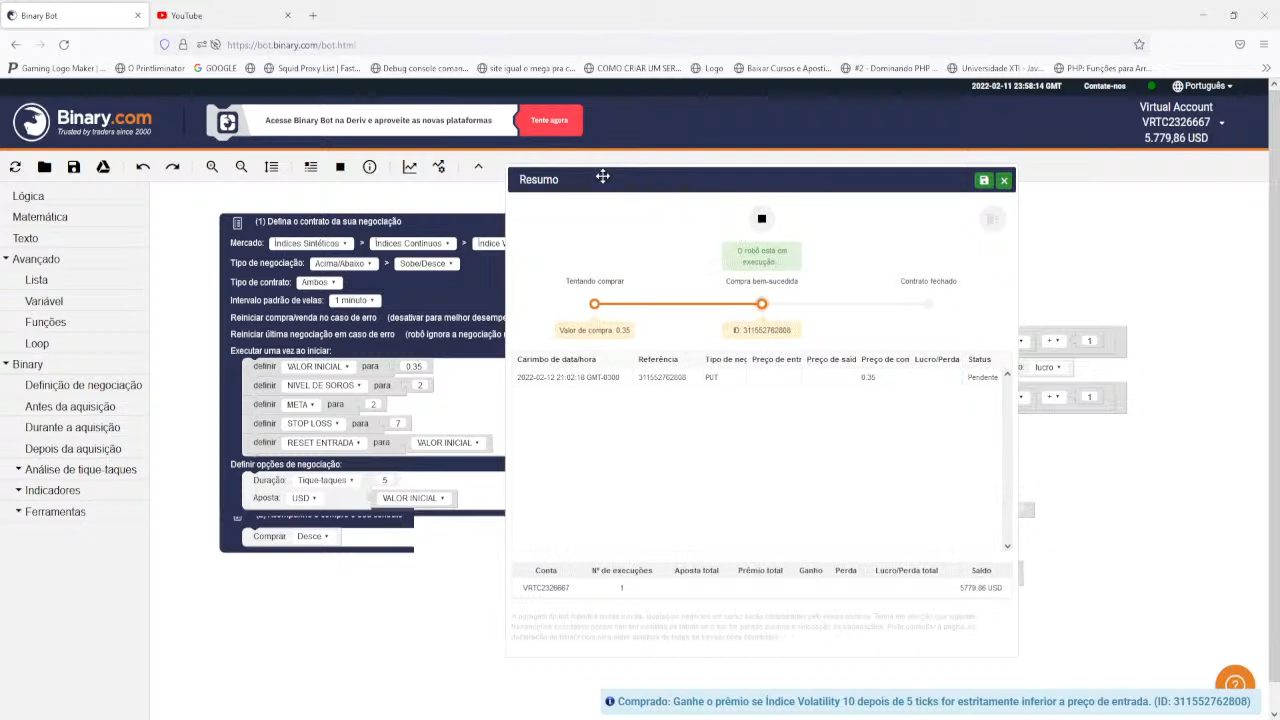 Binary Bot
YouTube
https://bot.binary.com/bot.html
Gaming Logo Maker | ...
O Printliminator
GOOGLE
Squid Proxy List | Fast...
Debug console coman...
site igual o mega pra c...
COMO CRIAR UM SER...
Logo
Baixar Cursos e Apost...
#2 - Dominando PHP ...
Universidade XTI - Jav...
PHP: Funções para Arr...
2022-02-11 23:58:14 GMT
Contate-nos
Português
Binary.com
Trusted by traders since 2000
Acesse Binary Bot na Deriv e aproveite as novas plataformas
Tente agora
Virtual Account
VRTC2326667
5.779,86 USD
Lógica
Matemática
Texto
Avançado
Lista
Variável
Funções
Loop
Binary
Definição de negociação
Antes da aquisição
Durante a aquisição
Depois da aquisição
Análise de tique-taques
Indicadores
Ferramentas
(1) Defina o contrato da sua negociação
Mercado: Índices Sintéticos > Índices Contínuos > Índice V
Tipo de negociação: Acima/Abaixo > Sobe/Desce
Tipo de contrato: Ambos
Intervalo padrão de velas: 1 minuto
Reiniciar compra/venda no caso de erro (desativar para melhor desempe
Reiniciar última negociação em caso de erro (robô ignora a negociação
Executar uma vez ao iniciar:
definir VALOR INICIAL para 0.35
definir NIVEL DE SOROS para 2
definir META para 2
definir STOP LOSS para 7
definir RESET ENTRADA para VALOR INICIAL
Definir opções de negociação:
Duração: Tique-taques 5
Aposta: USD VALOR INICIAL
Comprar Desce
Resumo
O robô está em
execução...
Tentando comprar
Compra bem-sucedida
Contrato fechado
Valor de compra: 0.35
ID: 311552762808
Carimbo de data/hora Referência Tipo de neg Preço de entr Preço de saíd Preço de com Lucro/Perda Status
2022-02-12 21:02:18 GMT-0300 311552762808 PUT 0.35 Pendente
Conta Nº de execuções Aposta total Prêmio total Ganho Perda Lucro/Perda total Saldo
VRTC2326667 1 5779.86 USD
+ 1
lucro
+ 1
Comprado: Ganhe o prêmio se Índice Volatility 10 depois de 5 ticks for estritamente inferior a preço de entrada. (ID: 311552762808)